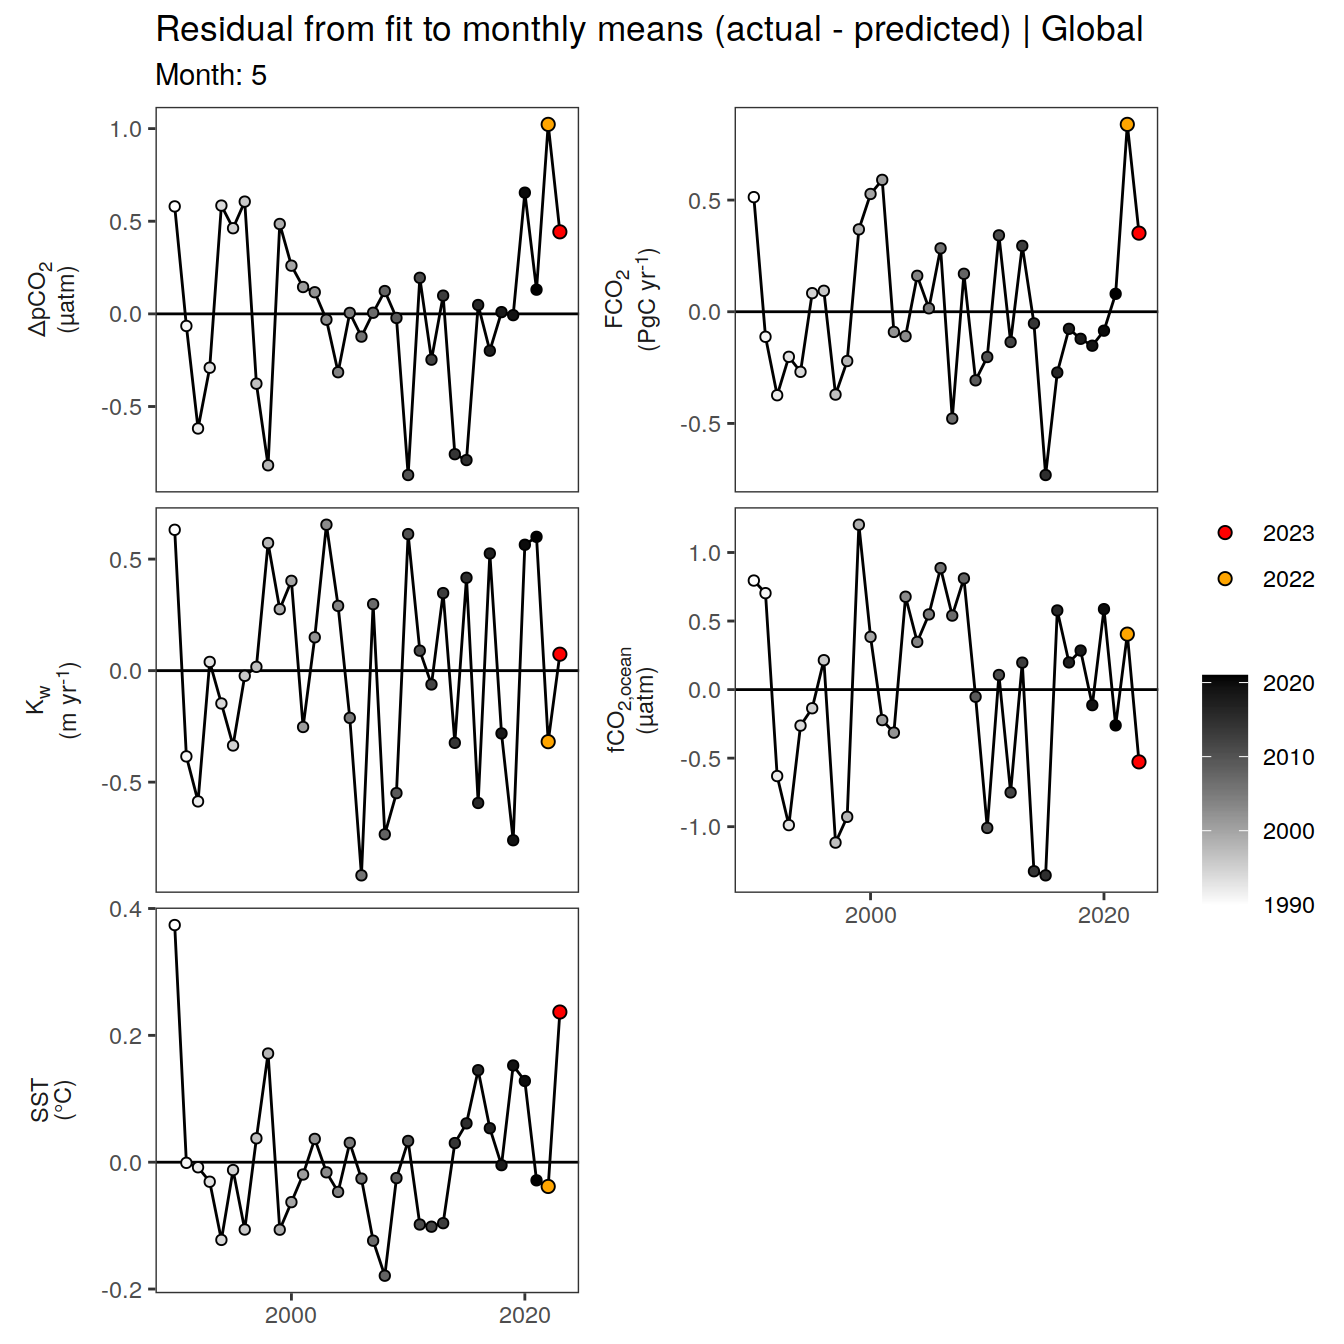 Residual from fit to monthly means (actual - predicted) | Global
Month: 5
ΔpCO2
(µatm)
1.0
0.5
0.0
-0.5
FCO2
(PgC yr-1)
0.5
0.0
-0.5
Kw
(m yr-1)
0.5
0.0
-0.5
fCO2,ocean
(µatm)
1.0
0.5
0.0
-0.5
-1.0
2000
2020
SST
(°C)
0.4
0.2
0.0
-0.2
2000
2020
2023
2022
2020
2010
2000
1990